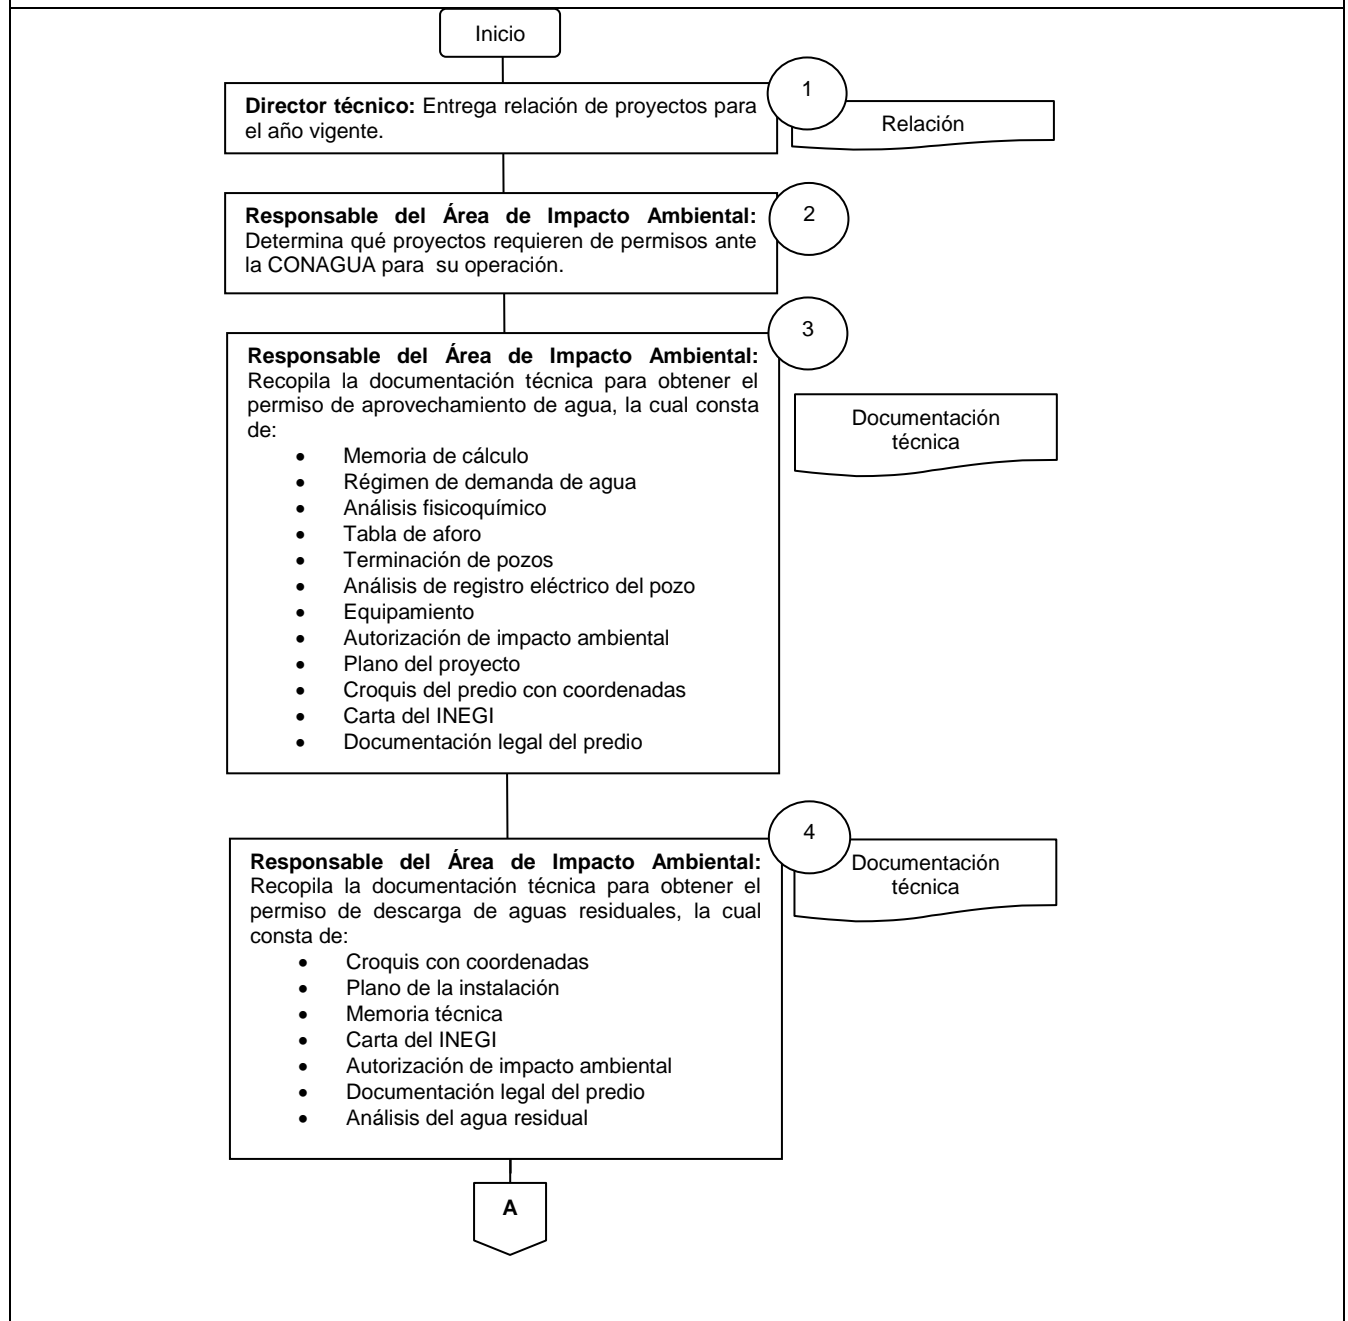 Inicio
1
Director técnico: Entrega relación de proyectos para
el año vigente.
Relación
2
Responsable del Área de Impacto Ambiental:
Determina qué proyectos requieren de permisos ante
la CONAGUA para  su operación.
3
Responsable del Área de Impacto Ambiental:
Recopila la documentación técnica para obtener el
permiso de aprovechamiento de agua, la cual consta
de:
• Memoria de cálculo
• Régimen de demanda de agua
• Análisis fisicoquímico
• Tabla de aforo
• Terminación de pozos
• Análisis de registro eléctrico del pozo
• Equipamiento
• Autorización de impacto ambiental
• Plano del proyecto
• Croquis del predio con coordenadas
• Carta del INEGI
• Documentación legal del predio
Documentación
técnica
4
Responsable del Área de Impacto Ambiental:
Recopila la documentación técnica para obtener el
permiso de descarga de aguas residuales, la cual
consta de:
• Croquis con coordenadas
• Plano de la instalación
• Memoria técnica
• Carta del INEGI
• Autorización de impacto ambiental
• Documentación legal del predio
• Análisis del agua residual
Documentación
técnica
A